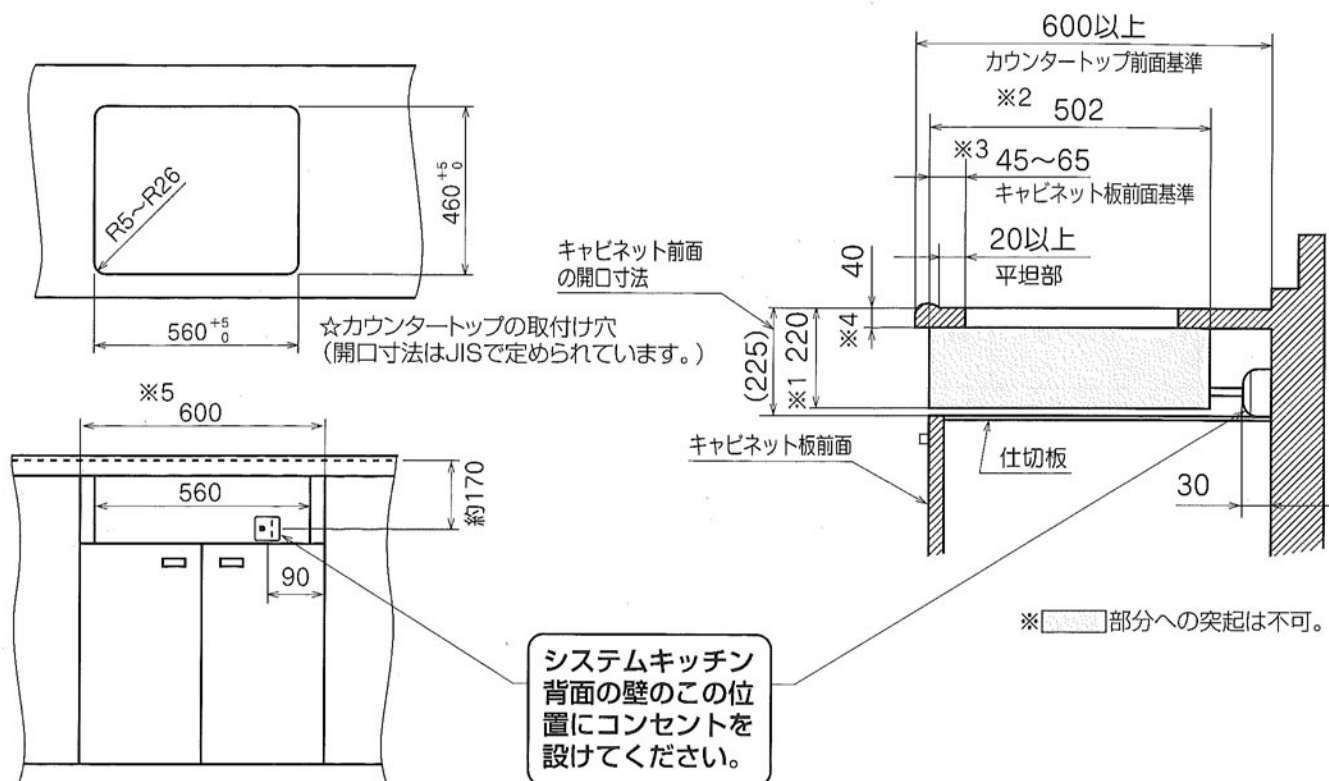 600以上
カウンタートップ前面基準
※2
502
※3 45～65
キャビネット板前面基準
20以上
平坦部
キャビネット前面
の開口寸法
40
※4
※1 220
(225)
キャビネット板前面
仕切板
30
※部分への突起は不可。
R5～R26
460 +5 0
560 +5 0
☆カウンタートップの取付け穴
(開口寸法はJISで定められています。)
※5
600
560
約170
90
システムキッチン
背面の壁のこの位
置にコンセントを
設けてください。